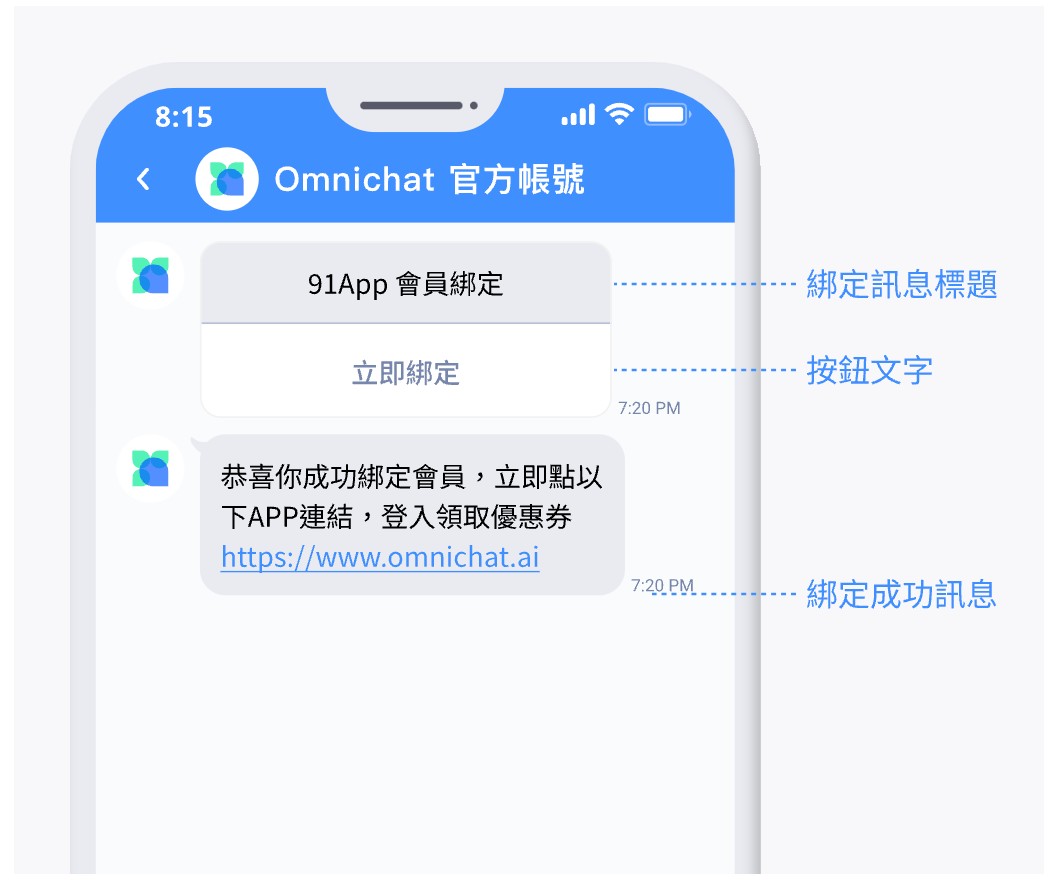 8:15
Omnichat 官方帳號
91App 會員綁定
綁定訊息標題
立即綁定
按鈕文字
7:20 PM
恭喜你成功綁定會員，立即點以
下APP連結，登入領取優惠券
https://www.omnichat.ai
7:20 PM
綁定成功訊息